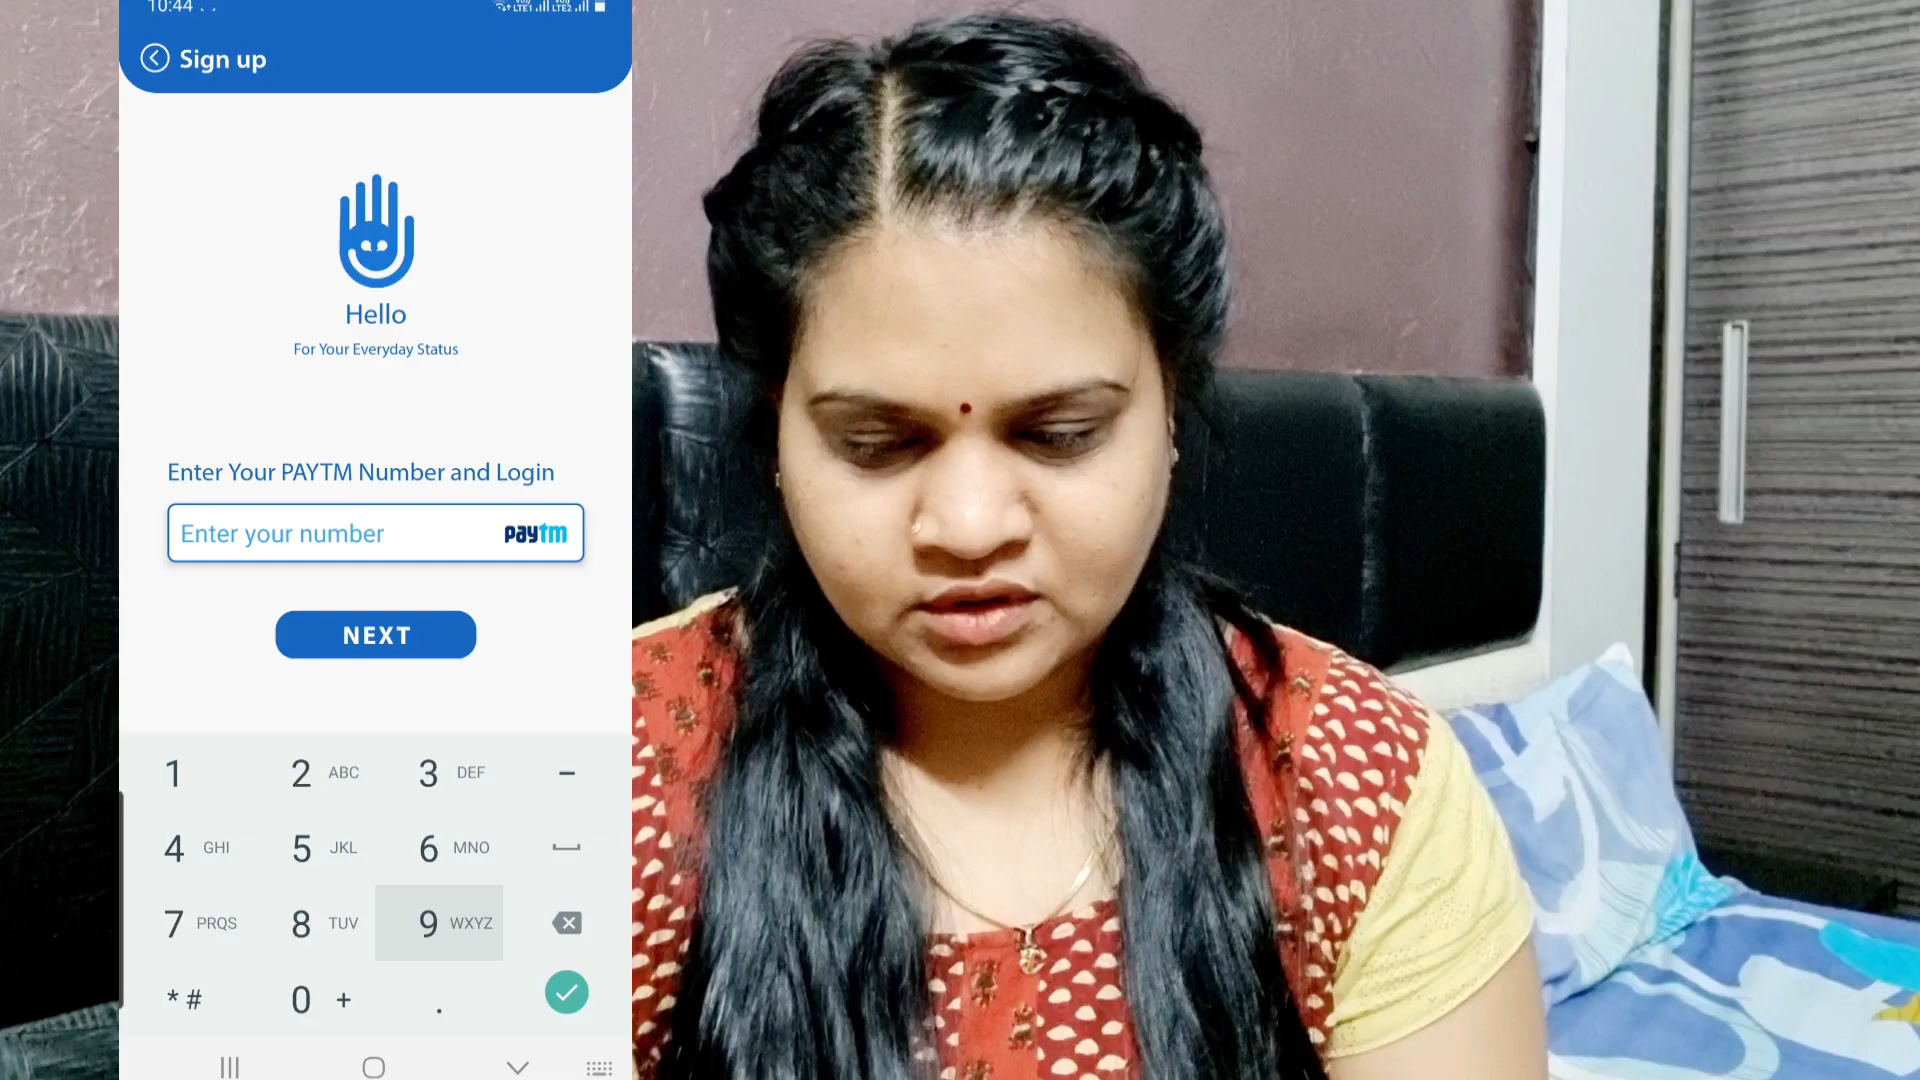 10:44
LTE1 LTE2
Sign up
Hello
For Your Everyday Status
Enter Your PAYTM Number and Login
Enter your number paytm
NEXT
1 2 ABC 3 DEF -
4 GHI 5 JKL 6 MNO
7 PRQS 8 TUV 9 WXYZ
* # 0 + .